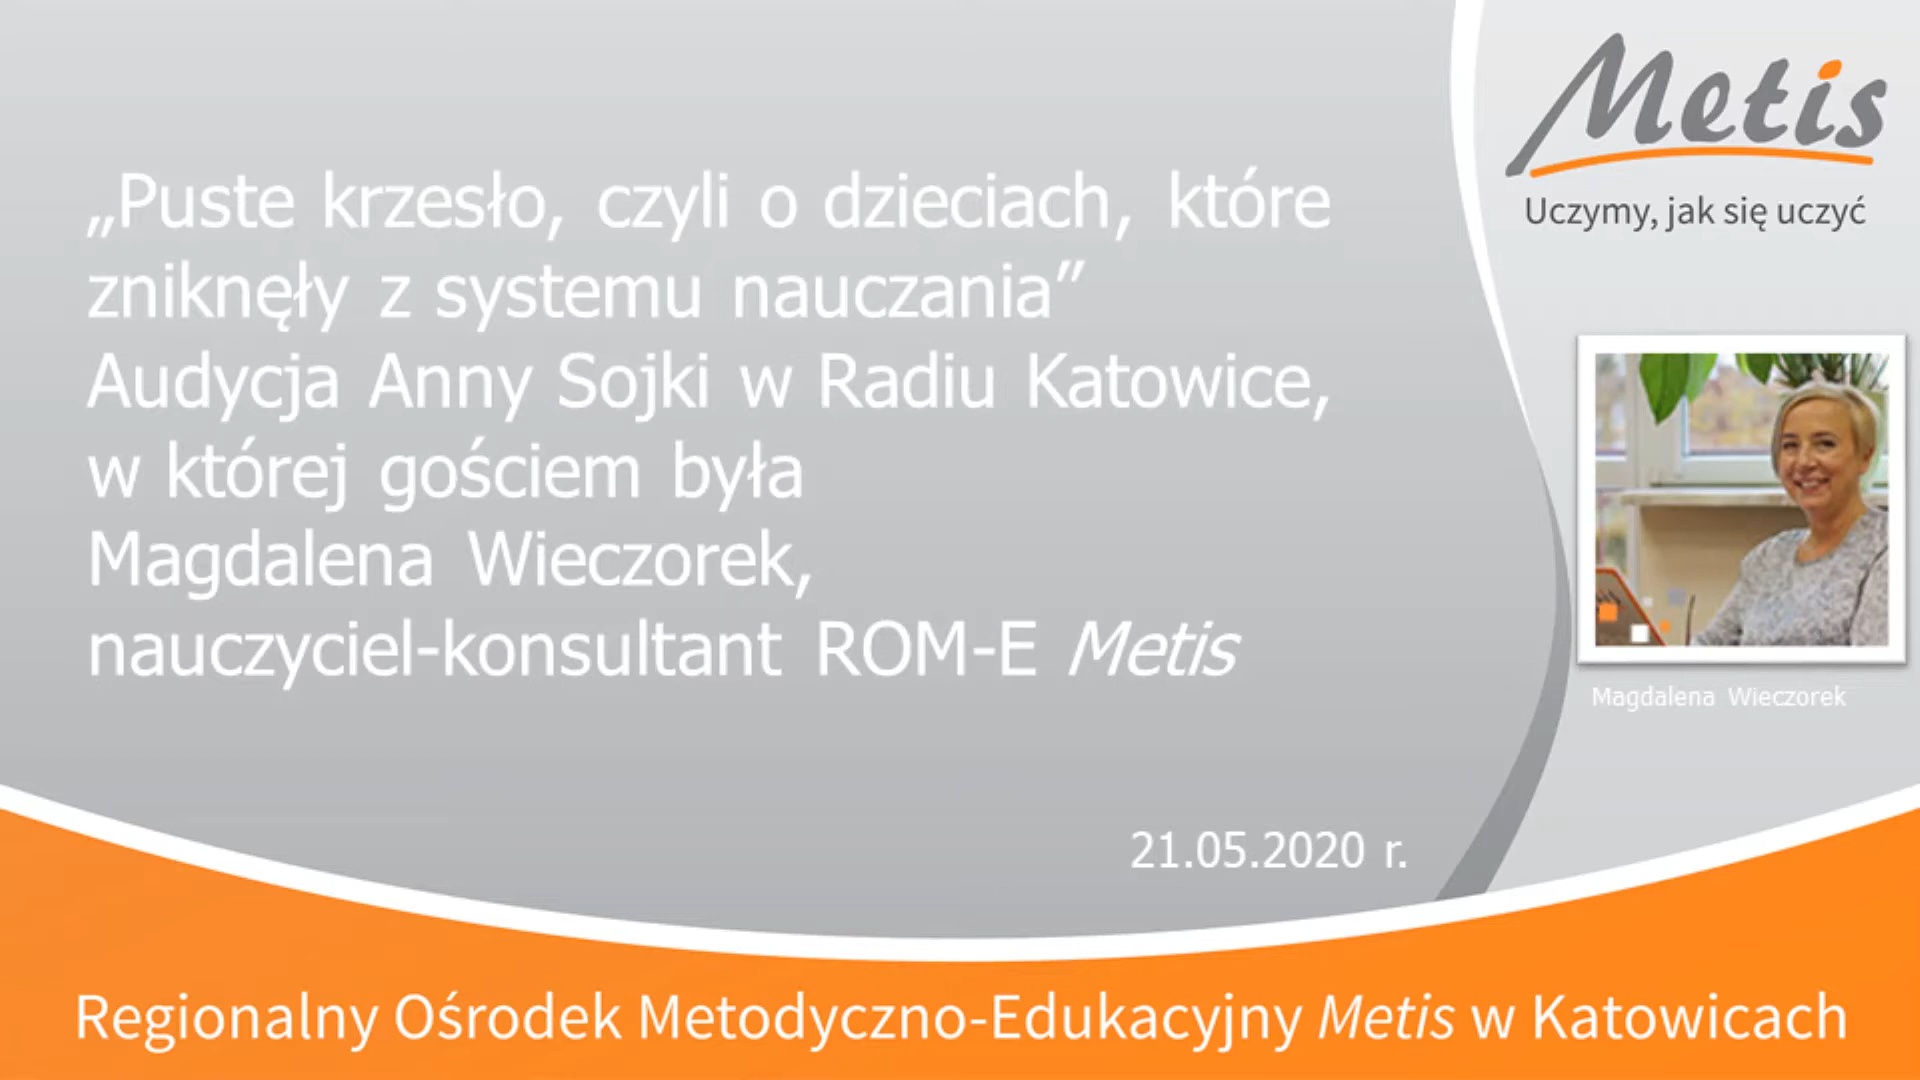 Metis
Uczymy, jak się uczyć
„Puste krzesło, czyli o dzieciach, które
zniknęły z systemu nauczania”
Audycja Anny Sojki w Radiu Katowice,
w której gościem była
Magdalena Wieczorek,
nauczyciel-konsultant ROM-E Metis
Magdalena Wieczorek
21.05.2020 r.
Regionalny Ośrodek Metodyczno-Edukacyjny Metis w Katowicach